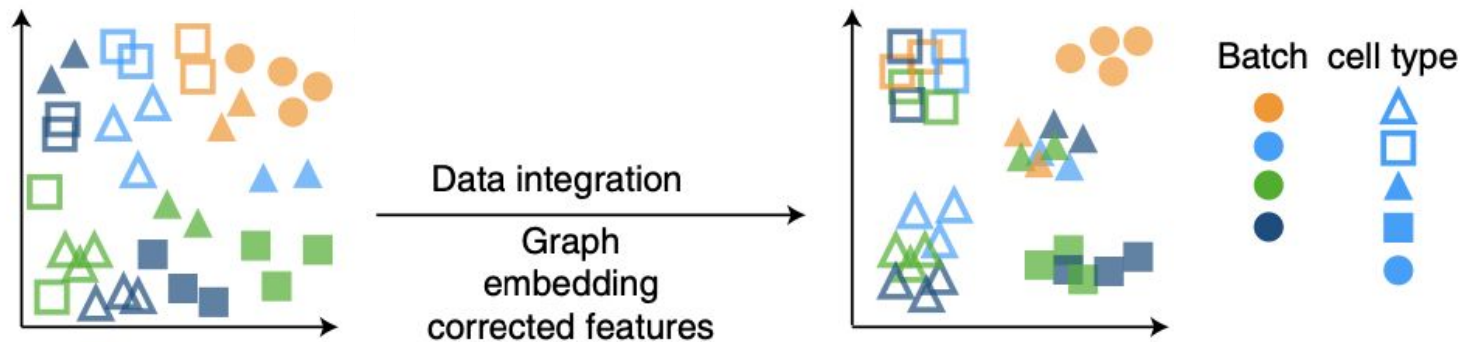 Data integration
Graph
embedding
corrected features
Batch cell type